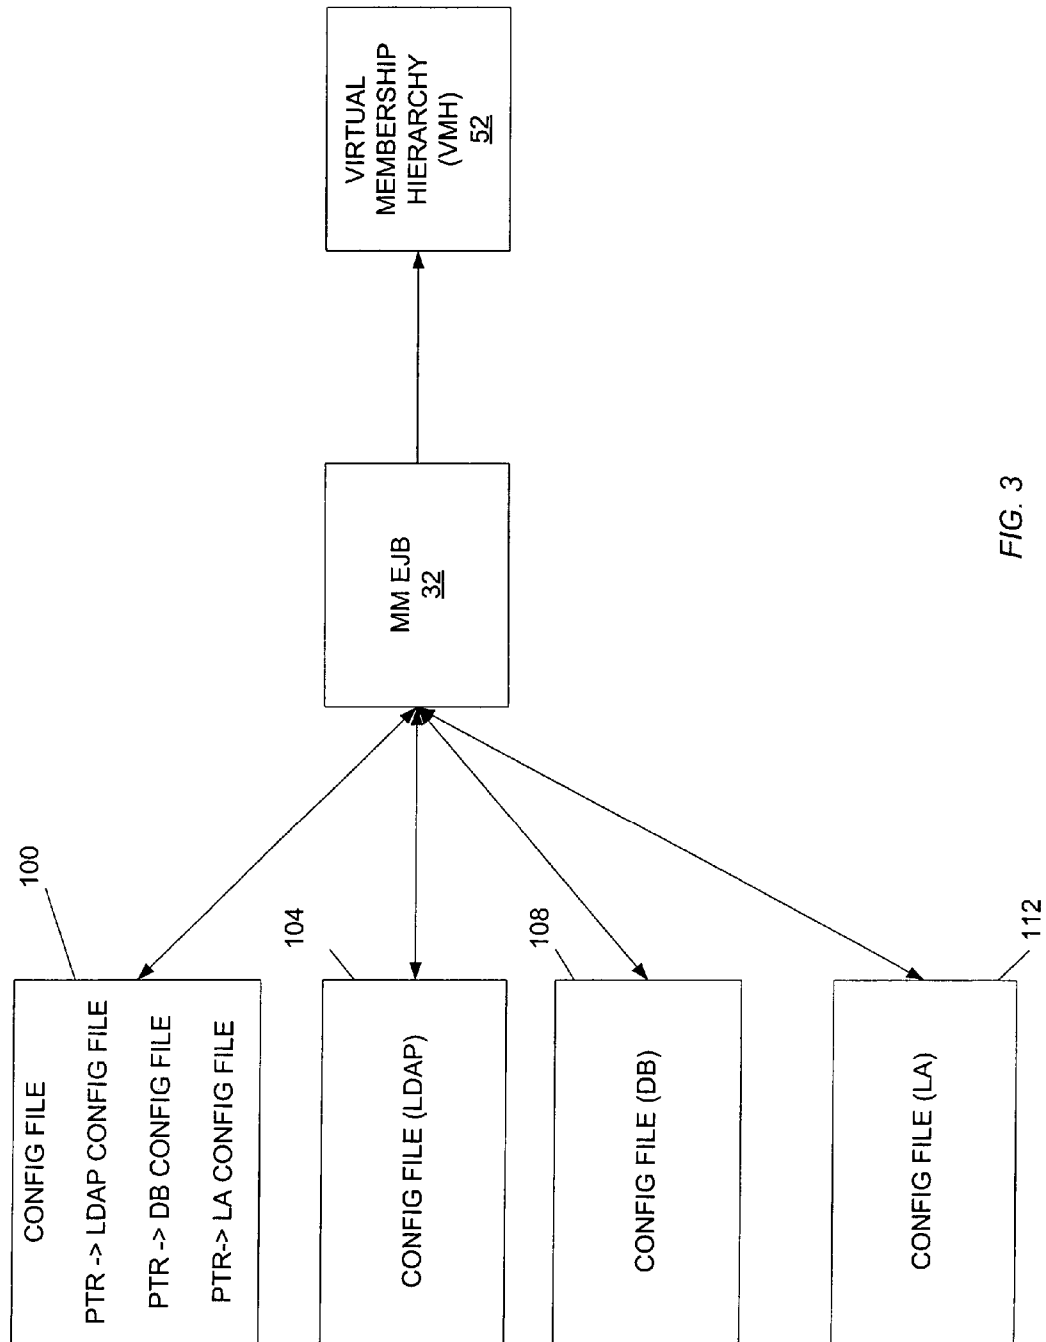 CONFIG FILE
PTR -> LDAP CONFIG FILE
PTR -> DB CONFIG FILE
PTR-> LA CONFIG FILE
100
CONFIG FILE (LDAP)
104
CONFIG FILE (DB)
108
CONFIG FILE (LA)
112
MM EJB
32
VIRTUAL
MEMBERSHIP
HIERARCHY
(VMH)
52
FIG. 3